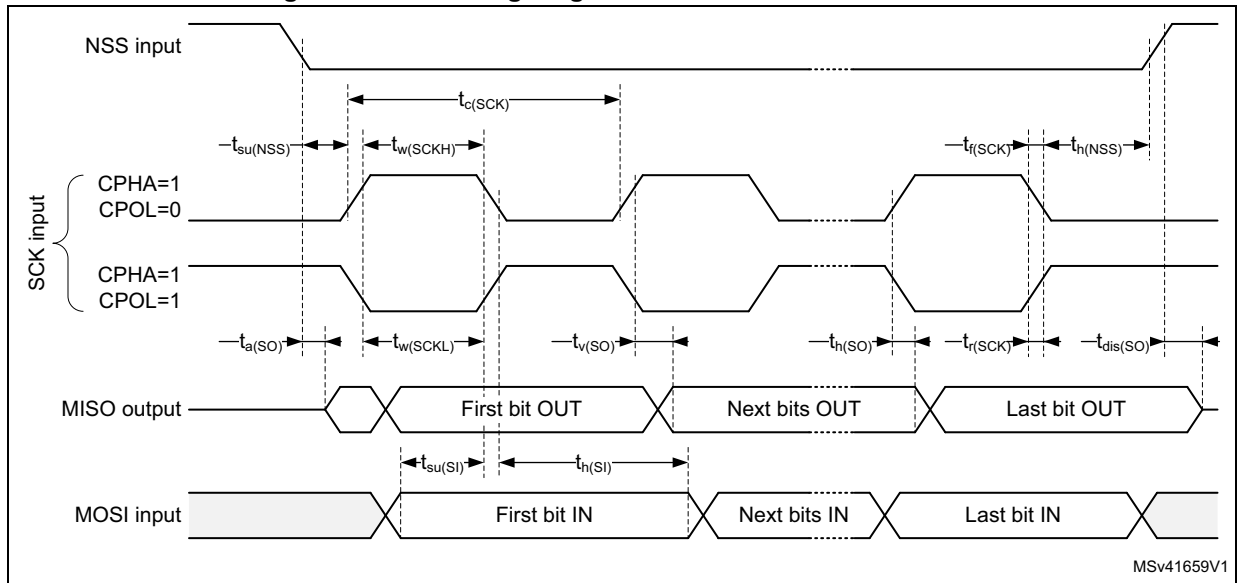 NSS input
tc(SCK)
tsu(NSS) tw(SCKH) tf(SCK) th(NSS)
SCK input
CPHA=1
CPOL=0
CPHA=1
CPOL=1
ta(SO) tw(SCKL) tv(SO) th(SO) tr(SCK) tdis(SO)
MISO output First bit OUT Next bits OUT Last bit OUT
tsu(SI) th(SI)
MOSI input First bit IN Next bits IN Last bit IN
MSv41659V1